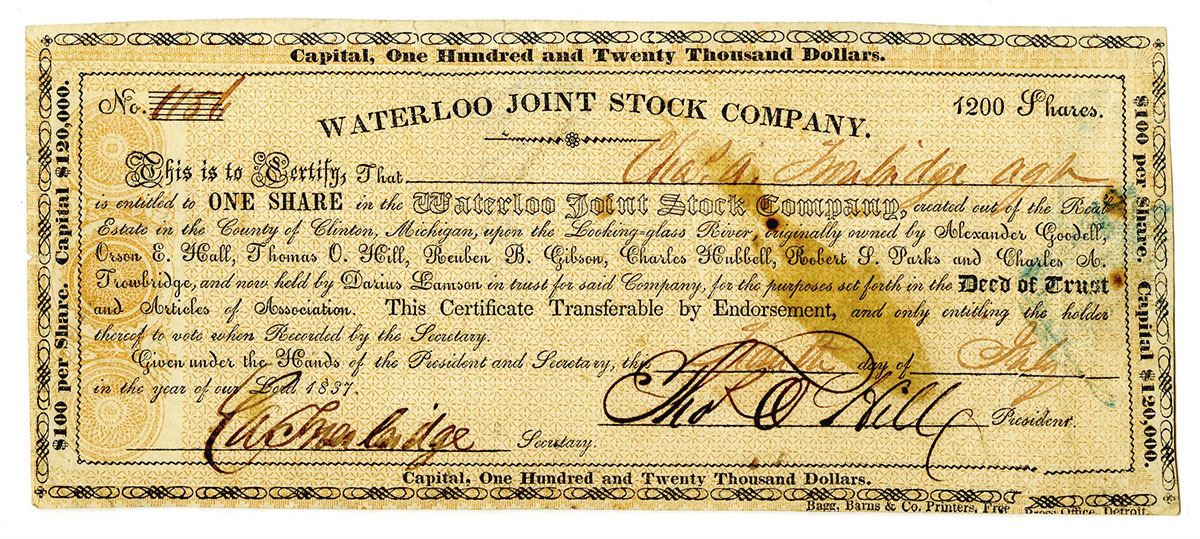 Capital, One Hundred and Twenty Thousand Dollars.
No. 1156
WATERLOO JOINT STOCK COMPANY.
1200 Shares.
This is to Certify, That Chas. A. Trowbridge agt
is entitled to ONE SHARE in the Waterloo Joint Stock Company, created out of the Real
Estate in the County of Clinton, Michigan, upon the Looking=glass River, originally owned by Alexander Goodell,
Orson E. Hall, Thomas O. Hill, Reuben B. Gibson, Charles Hubbell, Robert S. Parks and Charles A.
Trowbridge, and now held by Darius Lamson in trust for said Company, for the purposes set forth in the Deed of Trust
and Articles of Association. This Certificate Transferable by Endorsement, and only entitling the holder
thereof to vote when Recorded by the Secretary.
Given under the Hands of the President and Secretary, the day of July
in the year of our Lord 1837.
Tho O Hill President.
C A Trowbridge Secretary.
Capital, One Hundred and Twenty Thousand Dollars.
$100 per Share. Capital $120,000.
$100 per Share. Capital $120,000.
Bagg, Barns & Co. Printers, Free Press Office, Detroit.